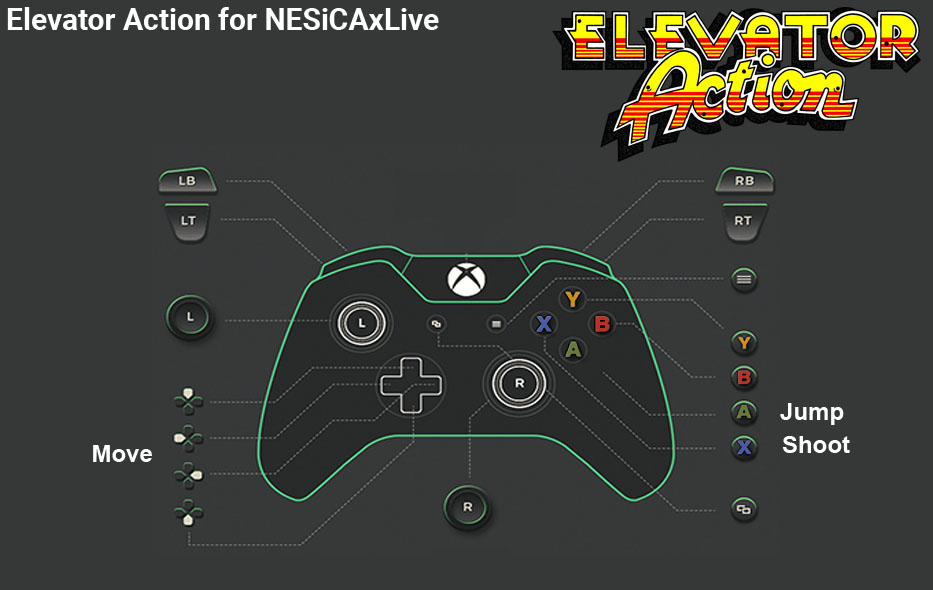 Elevator Action for NESiCAxLive
ELEVATOR
Action
LB
RB
LT
RT
L
L
Y
X
B
A
R
Y
B
A Jump
X Shoot
Move
R